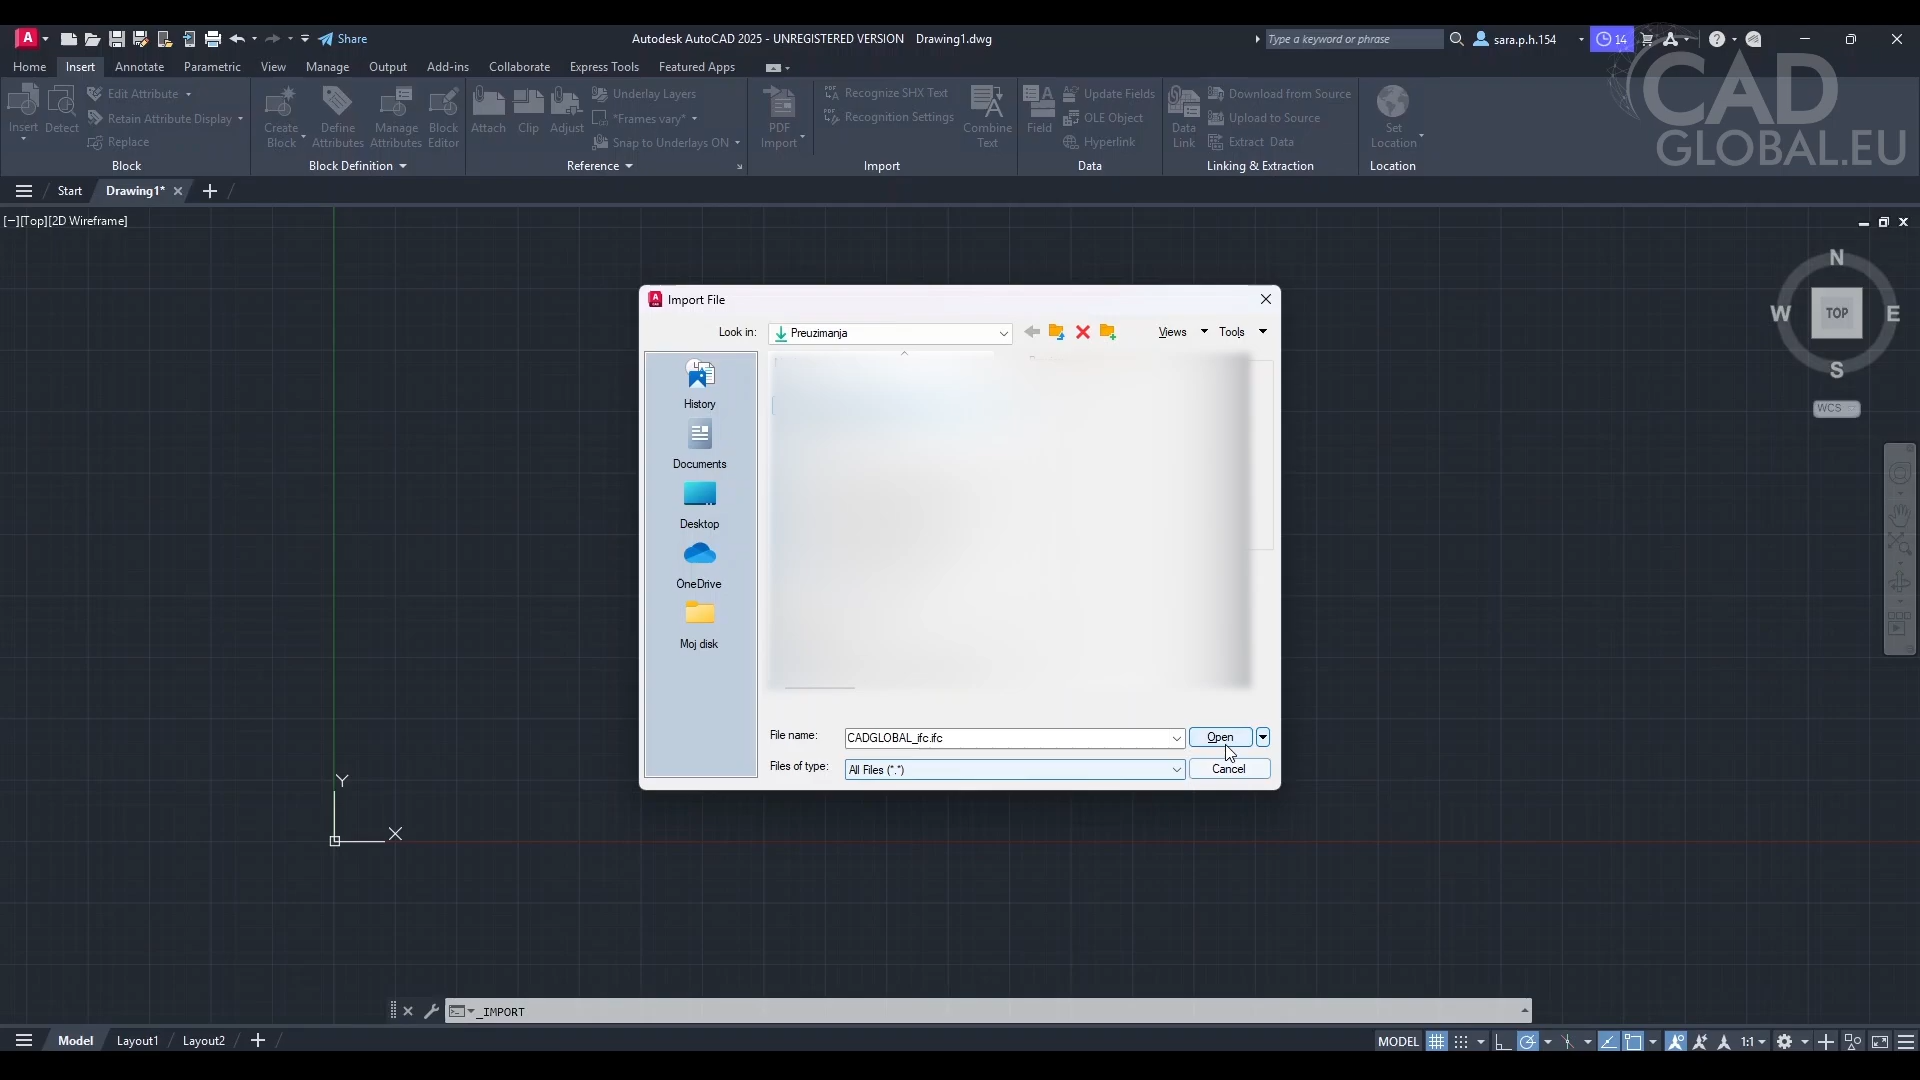 Share
Autodesk AutoCAD 2025 - UNREGISTERED VERSION Drawing1.dwg
Type a keyword or phrase
sara.p.h.154
14
Home Insert Annotate Parametric View Manage Output Add-ins Collaborate Express Tools Featured Apps
Insert
Detect
Edit Attribute
Retain Attribute Display
Replace
Block
Create Block
Define Attributes
Manage Attributes
Block Editor
Block Definition
Attach
Clip
Adjust
Underlay Layers
*Frames vary*
Snap to Underlays ON
Reference
PDF Import
Recognize SHX Text
Recognition Settings
Combine Text
Import
Field
Update Fields
OLE Object
Hyperlink
Data
Data Link
Download from Source
Upload to Source
Extract Data
Linking & Extraction
Set Location
Location
CAD
GLOBAL.EU
Start
Drawing1*
[−][Top][2D Wireframe]
N
W TOP E
S
WCS
Import File
Look in:
Preuzimanja
Views
Tools
History
Documents
Desktop
OneDrive
Moj disk
File name:
CADGLOBAL_ifc.ifc
Open
Files of type:
All Files (*.*)
Cancel
Y
X
_IMPORT
Model
Layout1
Layout2
MODEL
1:1